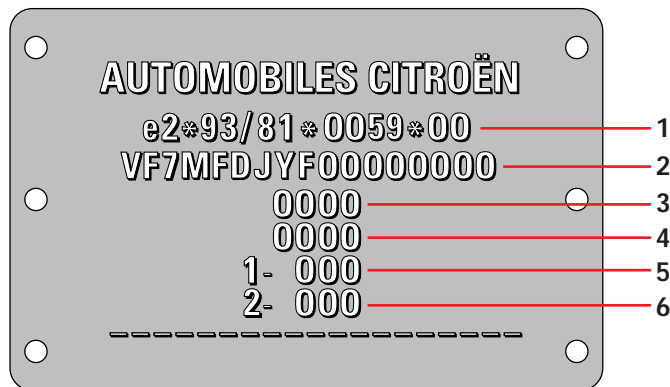 AUTOMOBILES CITROËN
e2*93/81*0059*00 1
VF7MFDJYF00000000 2
0000 3
0000 4
1- 000 5
2- 000 6